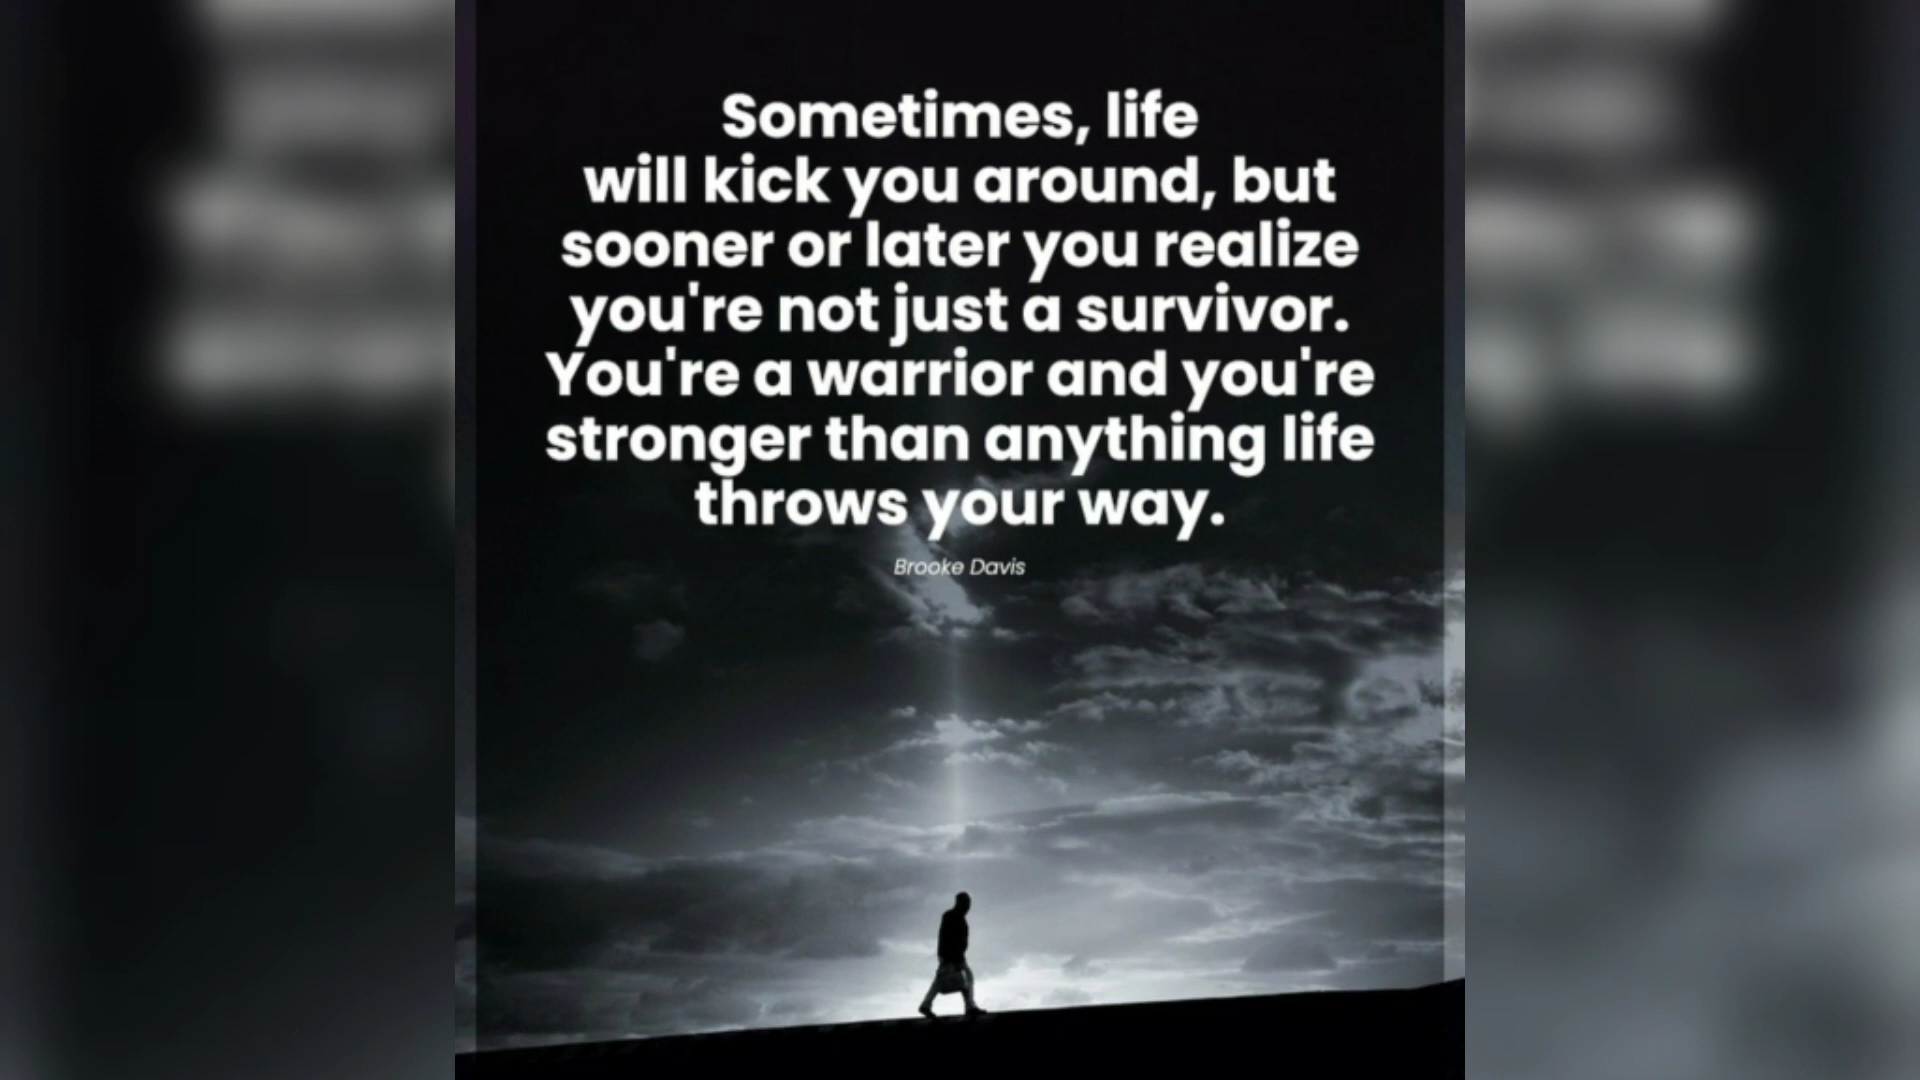 Sometimes, life
will kick you around, but
sooner or later you realize
you're not just a survivor.
You're a warrior and you're
stronger than anything life
throws your way.
Brooke Davis